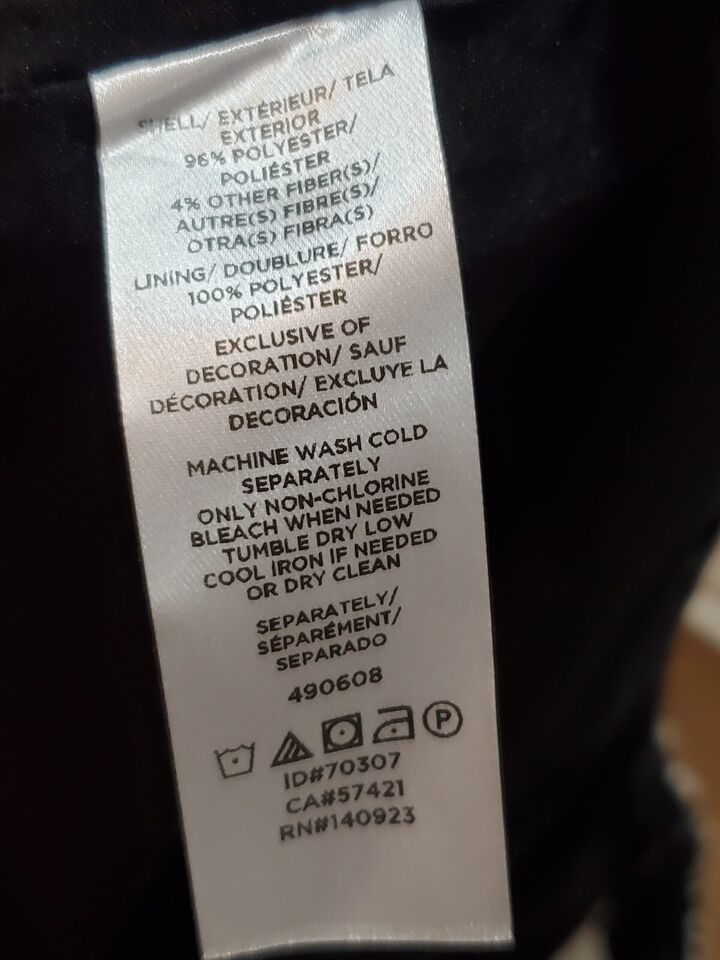 SHELL/ EXTÉRIEUR/ TELA
EXTERIOR
96% POLYESTER/
POLIÉSTER
4% OTHER FIBER(S)/
AUTRE(S) FIBRE(S)/
OTRA(S) FIBRA(S)
LINING/ DOUBLURE/ FORRO
100% POLYESTER/
POLIÉSTER
EXCLUSIVE OF
DECORATION/ SAUF
DÉCORATION/ EXCLUYE LA
DECORACIÓN
MACHINE WASH COLD
SEPARATELY
ONLY NON-CHLORINE
BLEACH WHEN NEEDED
TUMBLE DRY LOW
COOL IRON IF NEEDED
OR DRY CLEAN
SEPARATELY/
SÉPARÉMENT/
SEPARADO
490608
P
ID#70307
CA#57421
RN#140923